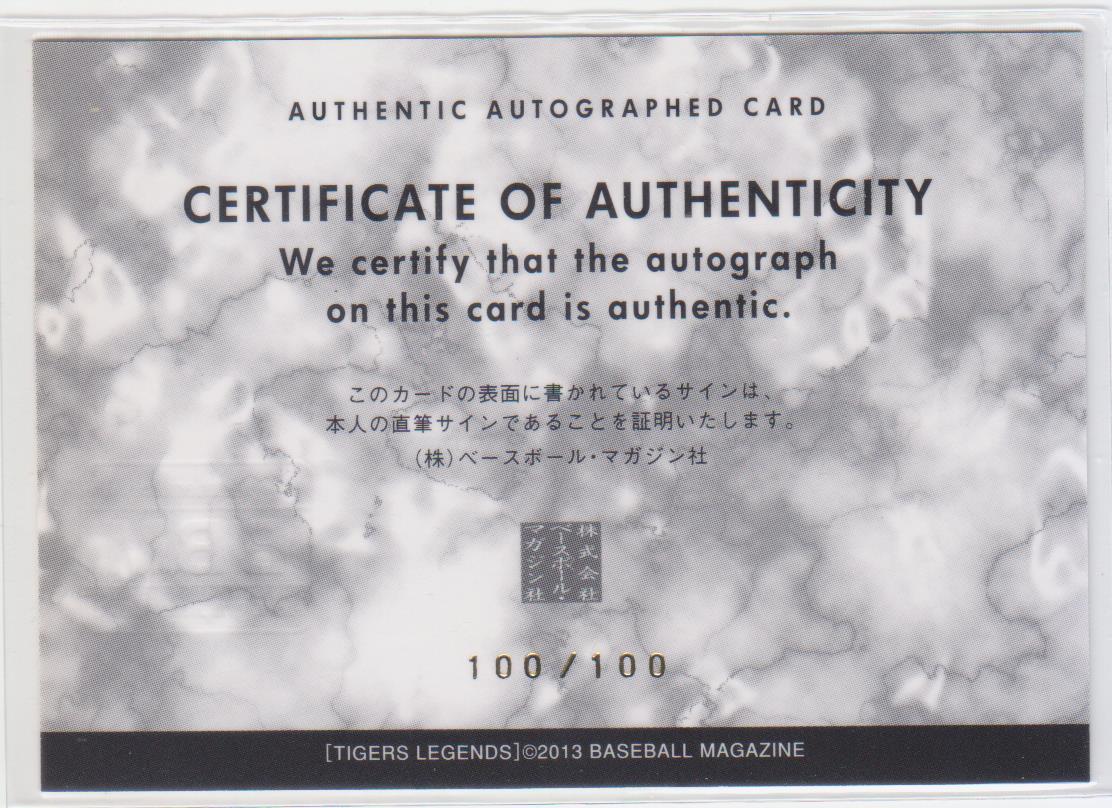 AUTHENTIC AUTOGRAPHED CARD
CERTIFICATE OF AUTHENTICITY
We certify that the autograph
on this card is authentic.
このカードの表面に書かれているサインは、
本人の直筆サインであることを証明いたします。
(株)ベースボール・マガジン社
株式会社
ベースボール・
マガジン社
100/100
[TIGERS LEGENDS]©2013 BASEBALL MAGAZINE